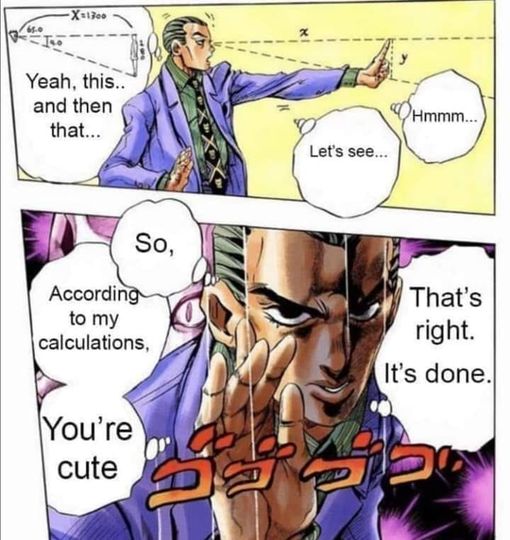 X=1300
65.0
x
y
Yeah, this..
and then
that...
Hmmm...
Let's see...
So,
According
to my
calculations,
That's
right.
It's done.
You're
cute
ゴゴゴゴ